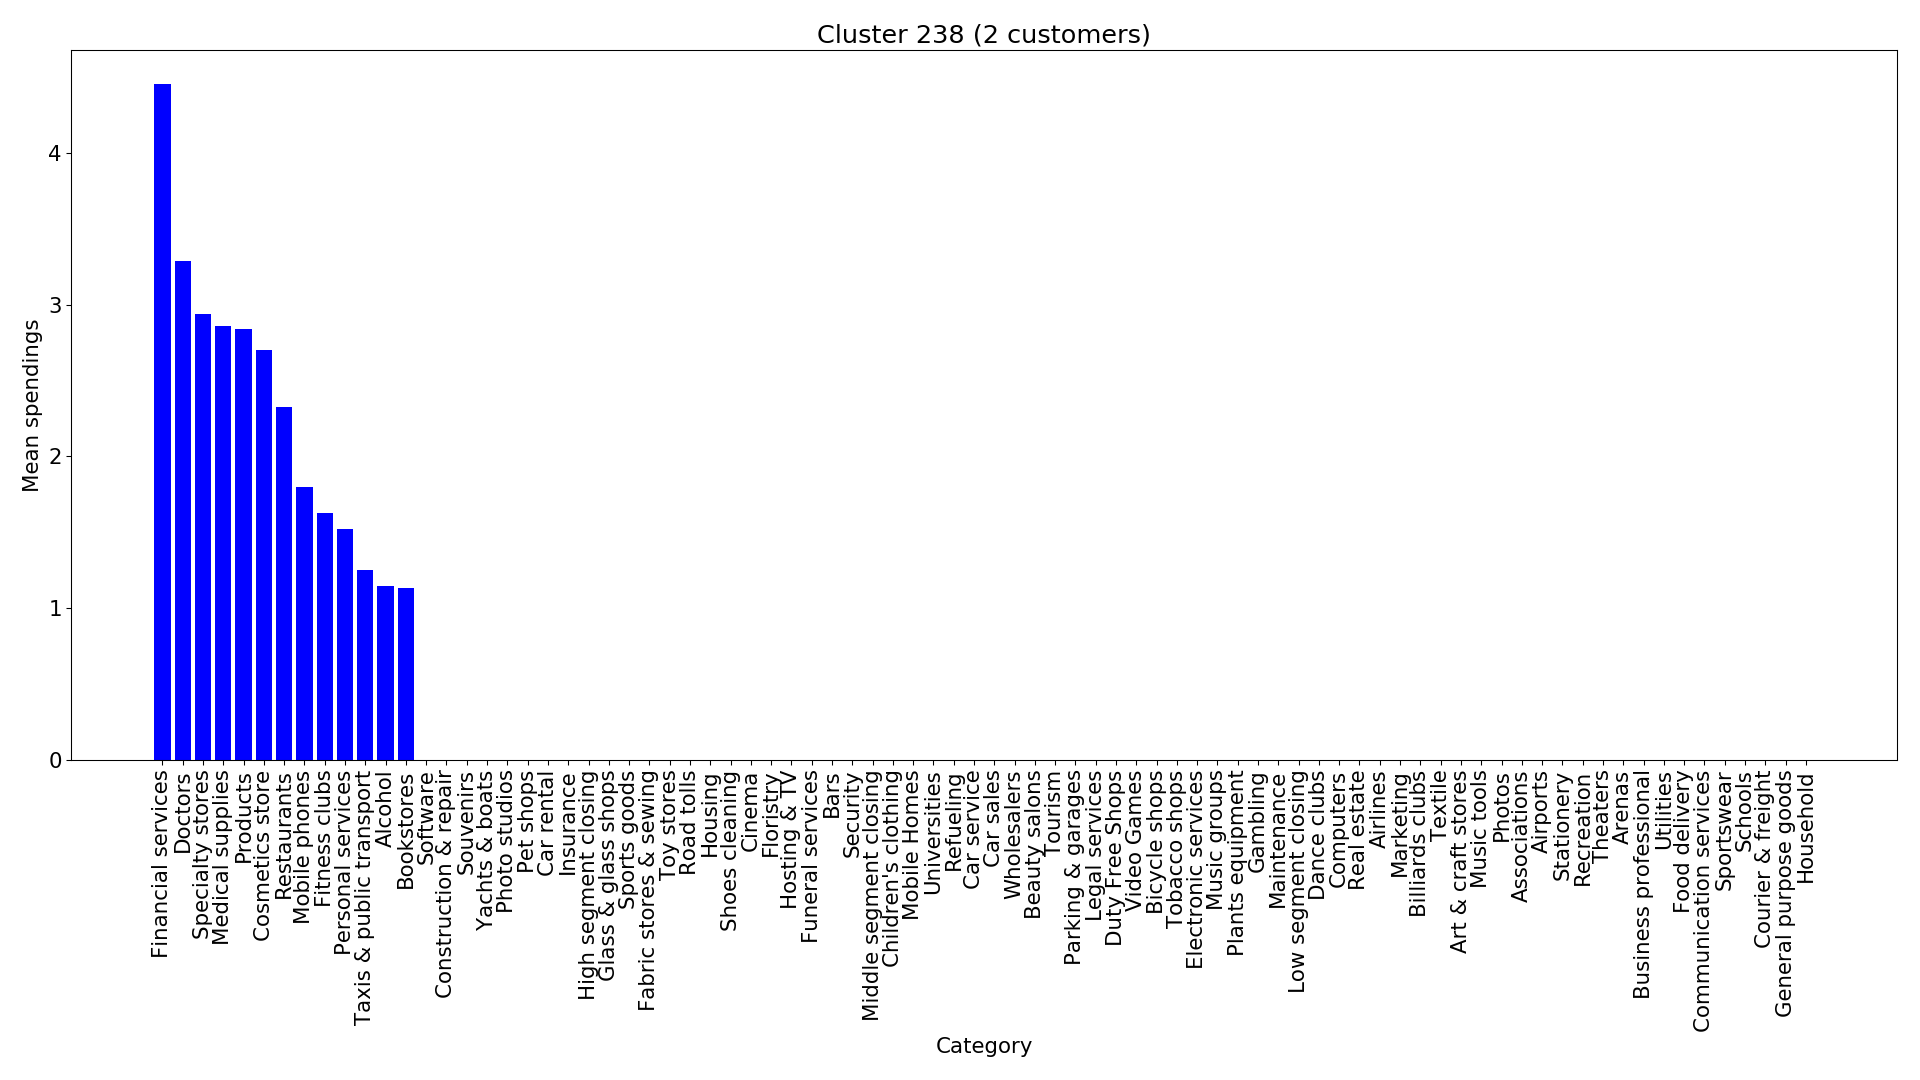 Cluster 238 (2 customers)
Mean spendings
4
3
2
1
0
Financial services
Doctors
Specialty stores
Medical supplies
Products
Cosmetics store
Restaurants
Mobile phones
Fitness clubs
Personal services
Taxis & public transport
Alcohol
Bookstores
Software
Construction & repair
Souvenirs
Yachts & boats
Photo studios
Pet shops
Car rental
Insurance
High segment closing
Glass & glass shops
Sports goods
Fabric stores & sewing
Toy stores
Road tolls
Housing
Shoes cleaning
Cinema
Floristry
Hosting & TV
Funeral services
Bars
Security
Middle segment closing
Children's clothing
Mobile Homes
Universities
Refueling
Car service
Car sales
Wholesalers
Beauty salons
Tourism
Parking & garages
Legal services
Duty Free Shops
Video Games
Bicycle shops
Tobacco shops
Electronic services
Music groups
Plants equipment
Gambling
Maintenance
Low segment closing
Dance clubs
Computers
Real estate
Airlines
Marketing
Billiards clubs
Textile
Art & craft stores
Music tools
Photos
Associations
Airports
Stationery
Recreation
Theaters
Arenas
Business professional
Utilities
Food delivery
Communication services
Sportswear
Schools
Courier & freight
General purpose goods
Household
Category